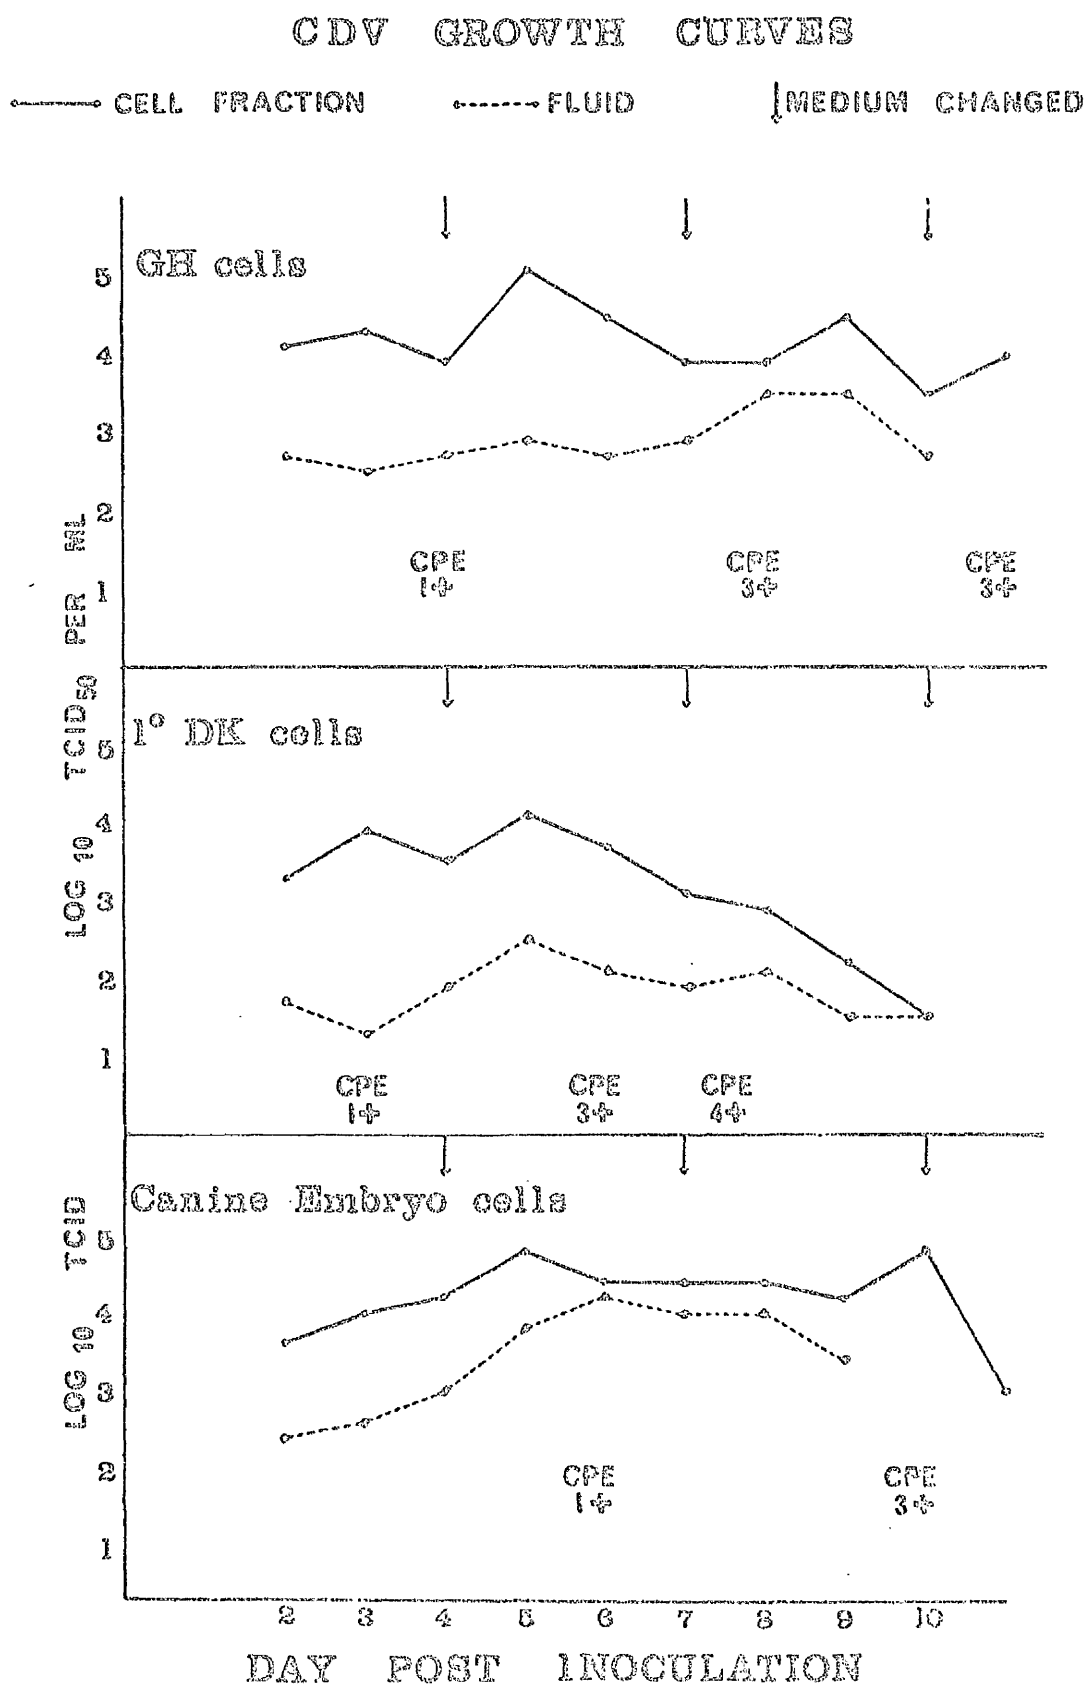 CDV GROWTH CURVES
CELL FRACTION FLUID MEDIUM CHANGED
GH cells
5
4
3
2
1
CPE CPE CPE
1+ 3+ 3+
LOG 10 TCID50 PER ML
1° DK cells
5
4
3
2
1
CPE CPE CPE
1+ 3+ 4+
Canine Embryo cells
LOG 10 TCID
5
4
3
2
1
CPE CPE
1+ 3+
2 3 4 5 6 7 8 9 10
DAY POST INOCULATION